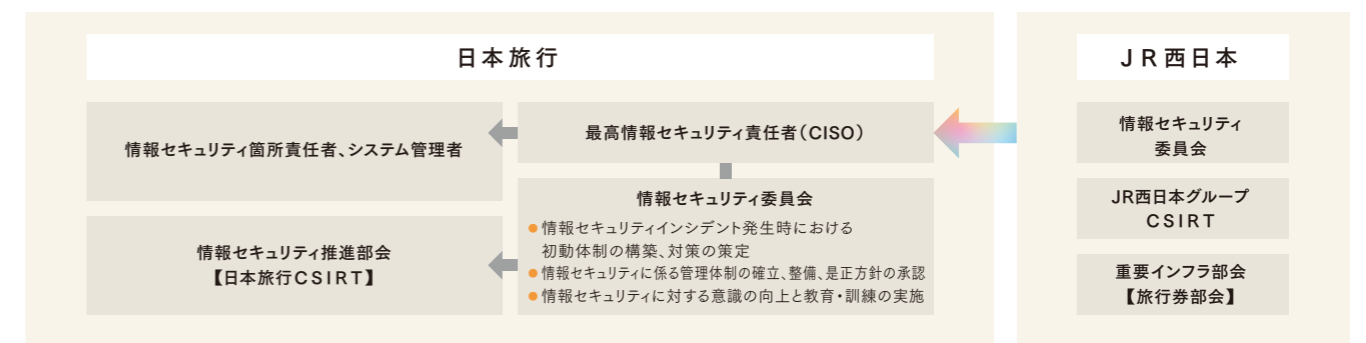 日本旅行
情報セキュリティ箇所責任者、システム管理者
最高情報セキュリティ責任者(CISO)
情報セキュリティ推進部会
【日本旅行CSIRT】
情報セキュリティ委員会
●情報セキュリティインシデント発生時における
初動体制の構築、対策の策定
●情報セキュリティに係る管理体制の確立、整備、是正方針の承認
●情報セキュリティに対する意識の向上と教育・訓練の実施
JR西日本
情報セキュリティ
委員会
JR西日本グループ
CSIRT
重要インフラ部会
【旅行券部会】